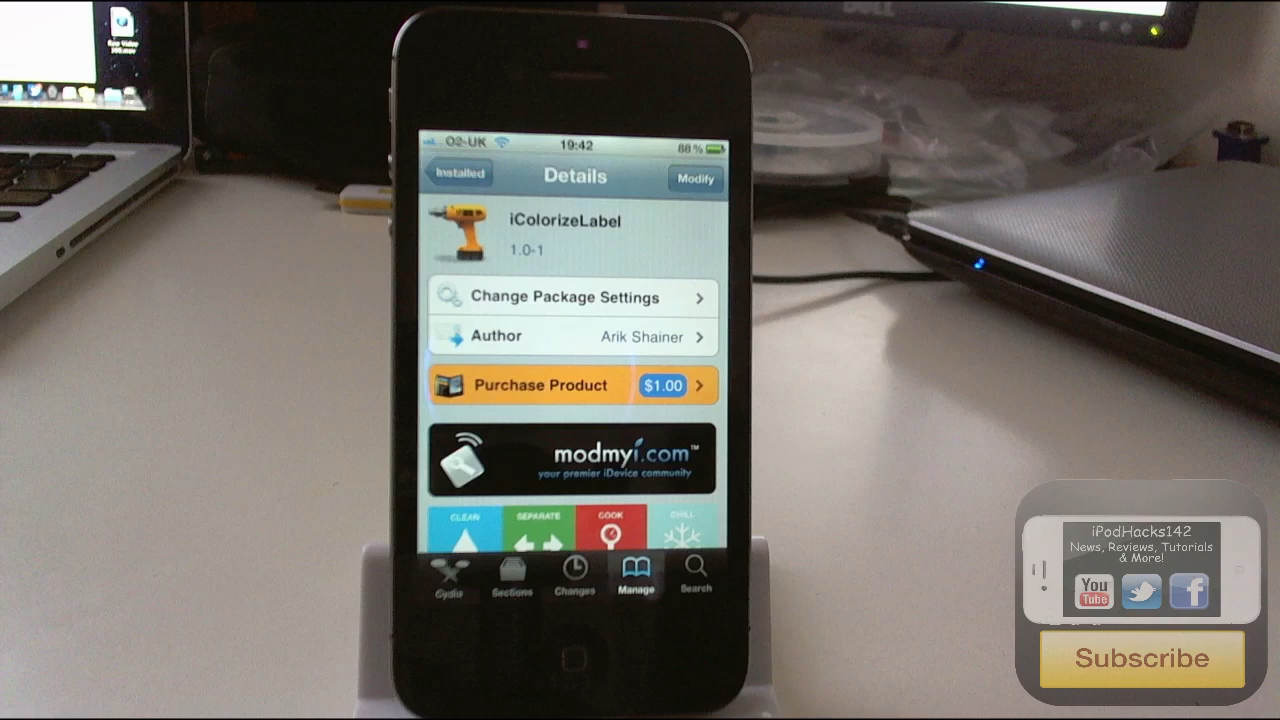 DELL
O2-UK 19:42 88%
Installed Details Modify
iColorizeLabel
1.0-1
Change Package Settings
Author Arik Shainer
Purchase Product $1.00
modmyi.com™
your premier iDevice community
CLEAN SEPARATE COOK CHILL
Cydia Sections Changes Manage Search
iPodHacks142
News, Reviews, Tutorials
& More!
You
Tube
f
Subscribe